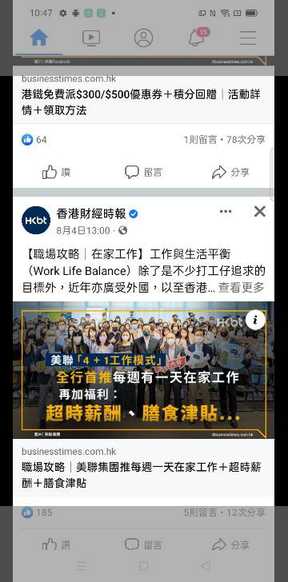 10:47
15
businesstimes.com.hk
港鐵免費派$300/$500優惠券＋積分回贈｜活動詳
情＋領取方法
64
1則留言・78次分享
讚 留言 分享
HKbt
香港財經時報
8月4日13:00
【職場攻略｜在家工作】工作與生活平衡
（Work Life Balance）除了是不少打工仔追求的
目標外，近年亦廣受外國，以至香港... 查看更多
HKbt
美聯「4＋1工作模式」
全行首推每週有一天在家工作
再加福利：
超時薪酬、膳食津貼...
businesstimes.com.hk
businesstimes.com.hk
職場攻略｜美聯集團推每週一天在家工作＋超時薪
酬＋膳食津貼
185
5則留言・12次分享
讚 留言 分享